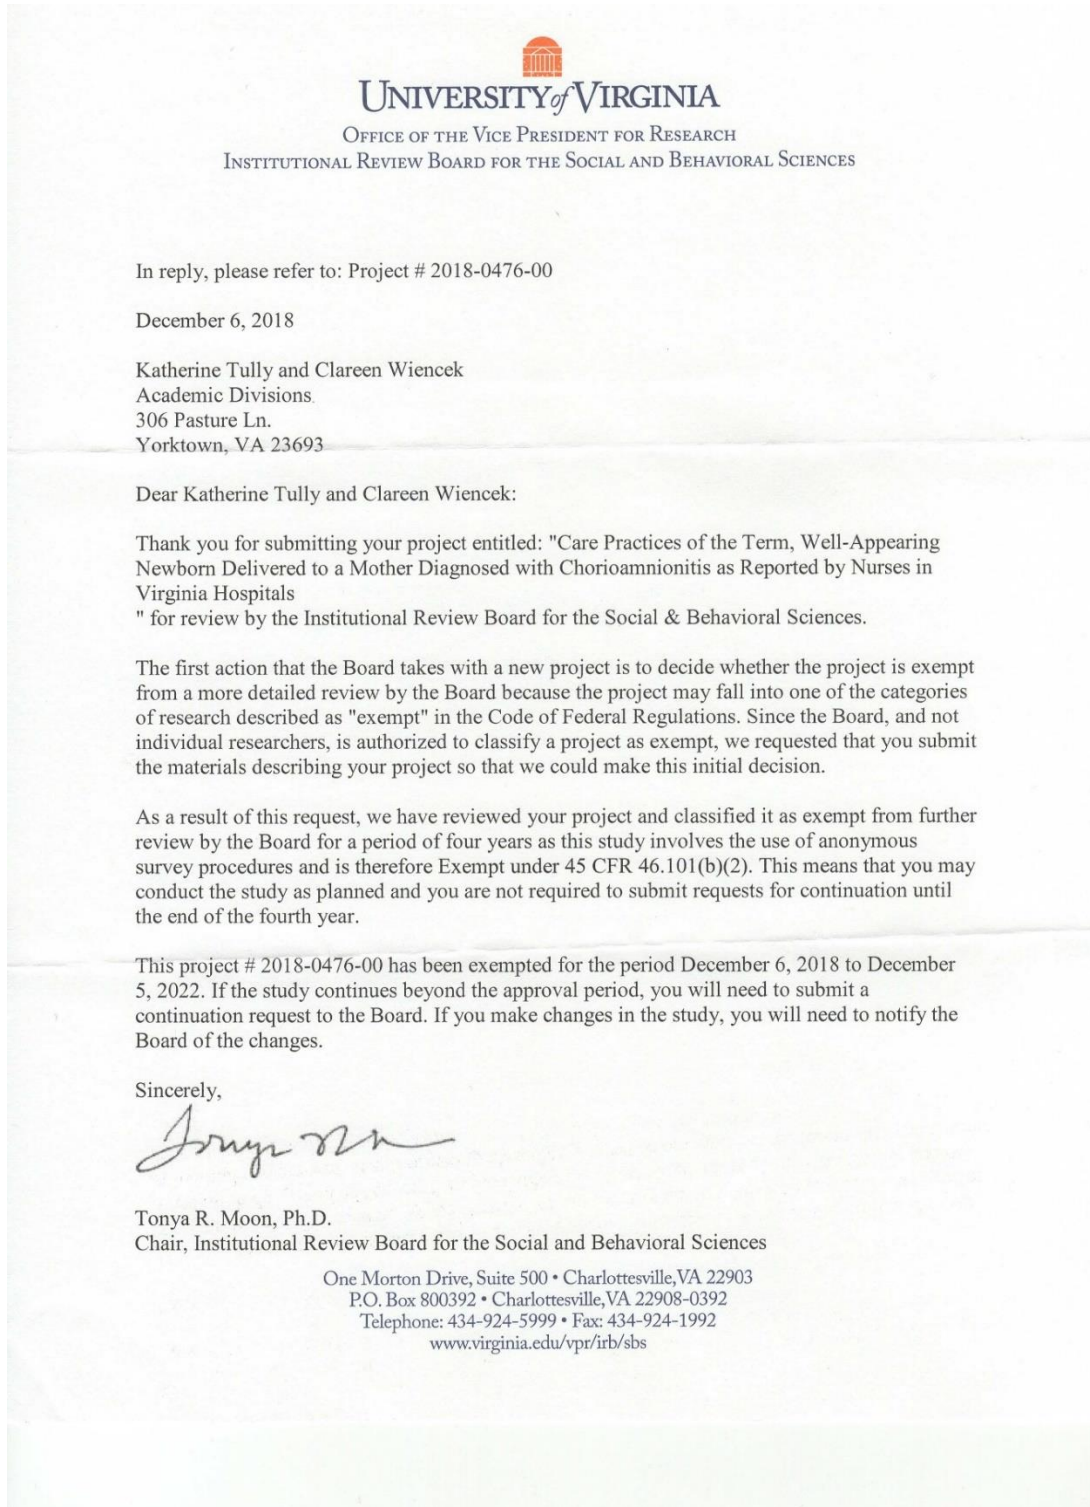 UNIVERSITY of VIRGINIA
OFFICE OF THE VICE PRESIDENT FOR RESEARCH
INSTITUTIONAL REVIEW BOARD FOR THE SOCIAL AND BEHAVIORAL SCIENCES
In reply, please refer to: Project # 2018-0476-00
December 6, 2018
Katherine Tully and Clareen Wiencek
Academic Divisions
306 Pasture Ln.
Yorktown, VA 23693
Dear Katherine Tully and Clareen Wiencek:
Thank you for submitting your project entitled: "Care Practices of the Term, Well-Appearing
Newborn Delivered to a Mother Diagnosed with Chorioamnionitis as Reported by Nurses in
Virginia Hospitals
" for review by the Institutional Review Board for the Social & Behavioral Sciences.
The first action that the Board takes with a new project is to decide whether the project is exempt
from a more detailed review by the Board because the project may fall into one of the categories
of research described as "exempt" in the Code of Federal Regulations. Since the Board, and not
individual researchers, is authorized to classify a project as exempt, we requested that you submit
the materials describing your project so that we could make this initial decision.
As a result of this request, we have reviewed your project and classified it as exempt from further
review by the Board for a period of four years as this study involves the use of anonymous
survey procedures and is therefore Exempt under 45 CFR 46.101(b)(2). This means that you may
conduct the study as planned and you are not required to submit requests for continuation until
the end of the fourth year.
This project # 2018-0476-00 has been exempted for the period December 6, 2018 to December
5, 2022. If the study continues beyond the approval period, you will need to submit a
continuation request to the Board. If you make changes in the study, you will need to notify the
Board of the changes.
Sincerely,
Tonya R. Moon, Ph.D.
Chair, Institutional Review Board for the Social and Behavioral Sciences
One Morton Drive, Suite 500 • Charlottesville, VA 22903
P.O. Box 800392 • Charlottesville, VA 22908-0392
Telephone: 434-924-5999 • Fax: 434-924-1992
www.virginia.edu/vpr/irb/sbs